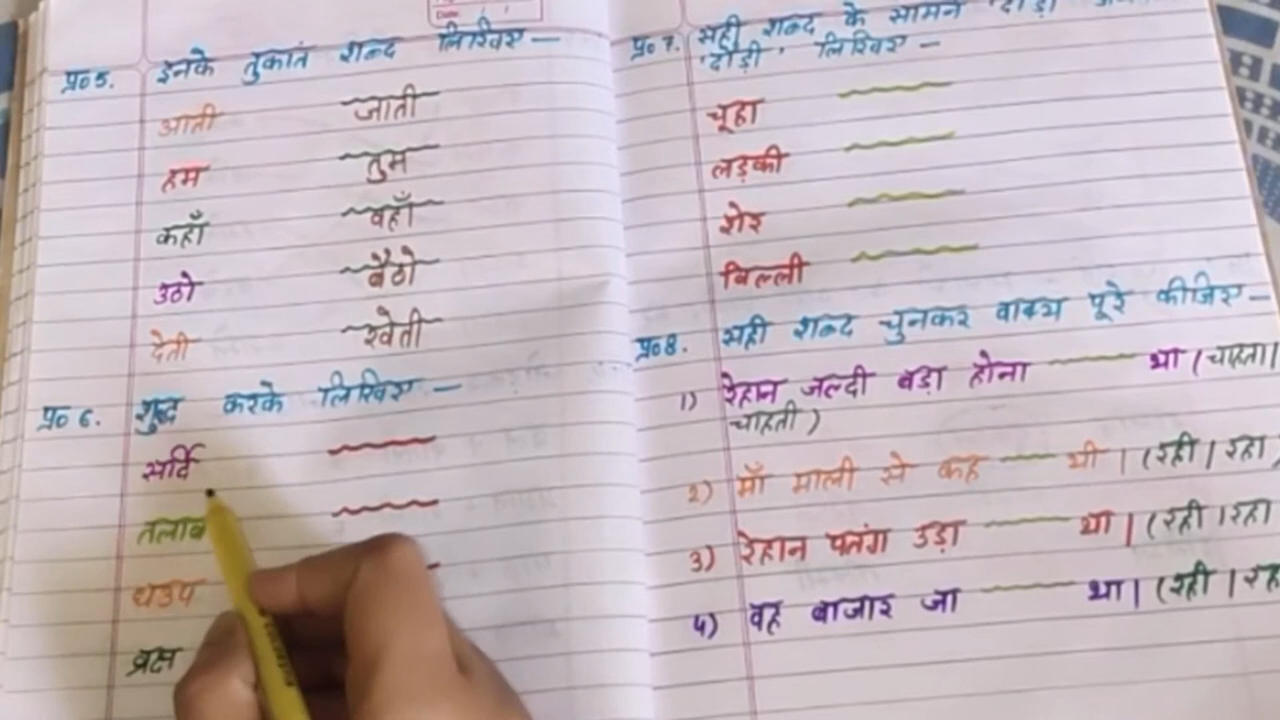 प्र०5. इनके तुकांत शब्द लिखिए —
आती जाती
हम तुम
कहाँ वहाँ
उठो बैठो
देती खेती
प्र० 6. शुद्ध करके लिखिए —
सर्दि
तलाब
थउप
व्रक्ष
प्र० 7. सही शब्द के सामने 'दौड़ा'
'दौड़ी' लिखिए —
चूहा
लड़की
शेर
बिल्ली
प्र०8. सही शब्द चुनकर वाक्य पूरे कीजिए —
1) रेहान जल्दी बड़ा होना —— था (चाहता |
चाहती )
2) माँ माली से कह —— थी | (रही | रहा )
3) रेहान पतंग उड़ा —— था | (रही | रहा
4) वह बाजार जा —— था | (रही | रहा